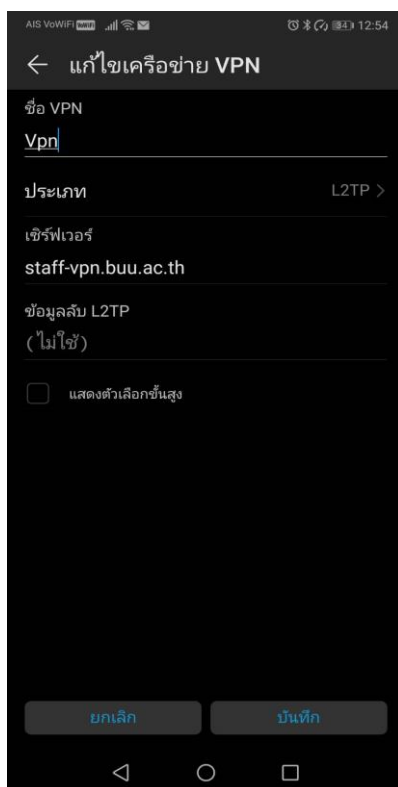 AIS VoWiFi 12:54
แก้ไขเครือข่าย VPN
ชื่อ VPN
Vpn
ประเภท L2TP >
เซิร์ฟเวอร์
staff-vpn.buu.ac.th
ข้อมูลลับ L2TP
(ไม่ใช้)
แสดงตัวเลือกขั้นสูง
ยกเลิก บันทึก